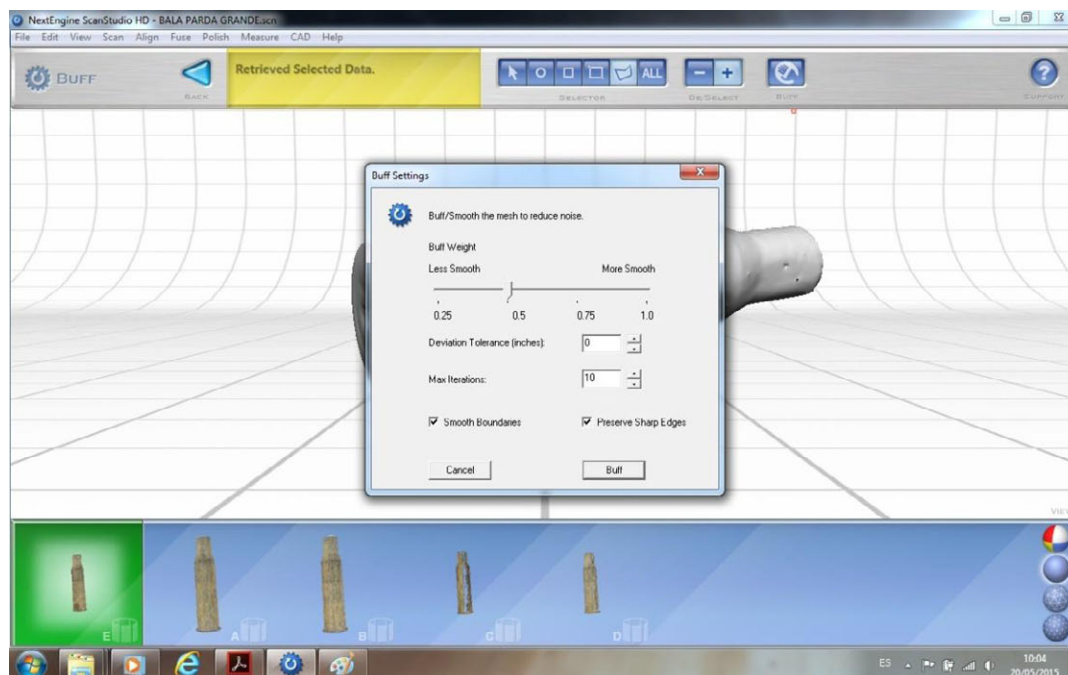 NextEngine ScanStudio HD - BALA PARDA GRANDE.scn
File Edit View Scan Align Fuse Polish Measure CAD Help
BUFF
BACK
Retrieved Selected Data.
ALL
SELECTOR
DE/SELECT
BUFF
SUPPORT
Buff Settings
Buff/Smooth the mesh to reduce noise.
Buff Weight
Less Smooth More Smooth
0.25 0.5 0.75 1.0
Deviation Tolerance (inches): 0
Max Iterations: 10
Smooth Boundaries Preserve Sharp Edges
Cancel Buff
VIEW
E A B C D
ES 10:04
20/05/2015